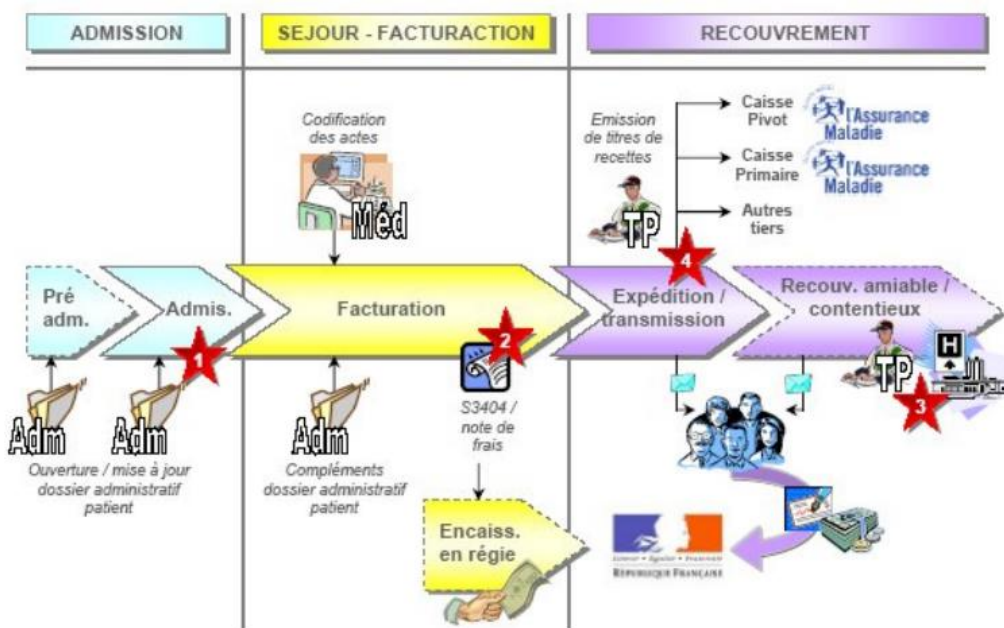 ADMISSION
SEJOUR - FACTURACTION
RECOUVREMENT
Codification
des actes
Méd
Emission
de titres de
recettes
TP
Caisse
Pivot
l'Assurance
Maladie
Caisse
Primaire
l'Assurance
Maladie
Autres
tiers
4
Pré
adm.
Admis.
1
Facturation
2
Expédition /
transmission
Recouv. amiable /
contentieux
H
TP
3
Adm
Adm
Ouverture / mise à jour
dossier administratif
patient
Adm
Compléments
dossier administratif
patient
S3404 /
note de
frais
Encaiss.
en régie
Liberté • Égalité • Fraternité
RÉPUBLIQUE FRANÇAISE